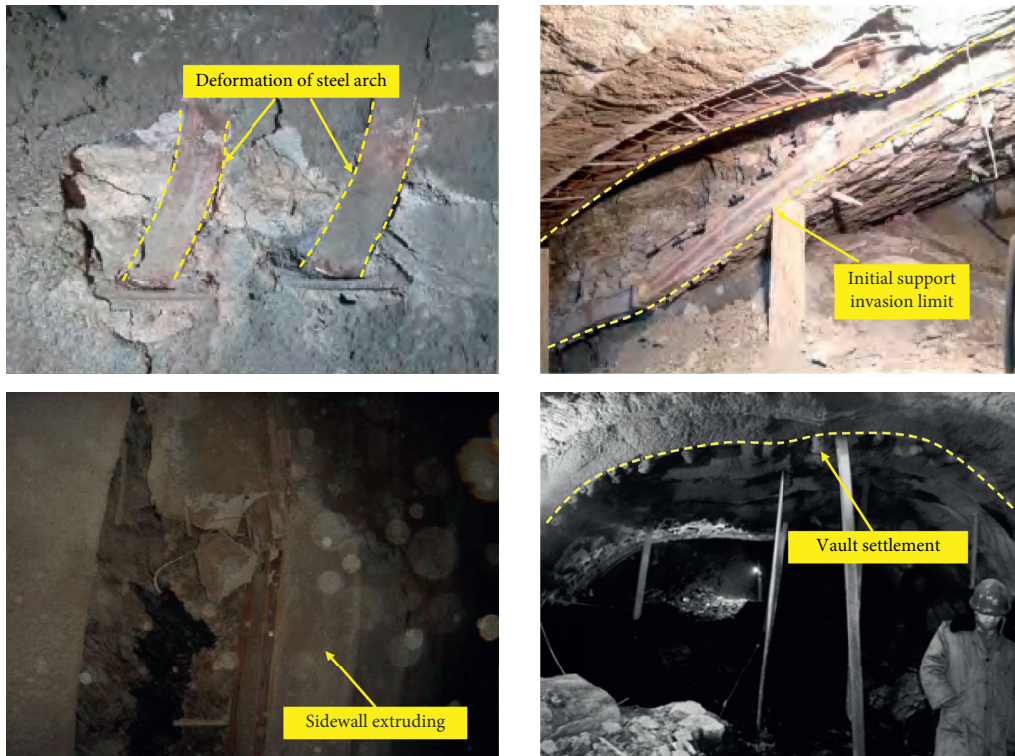 Deformation of steel arch
Initial support
invasion limit
Sidewall extruding
Vault settlement